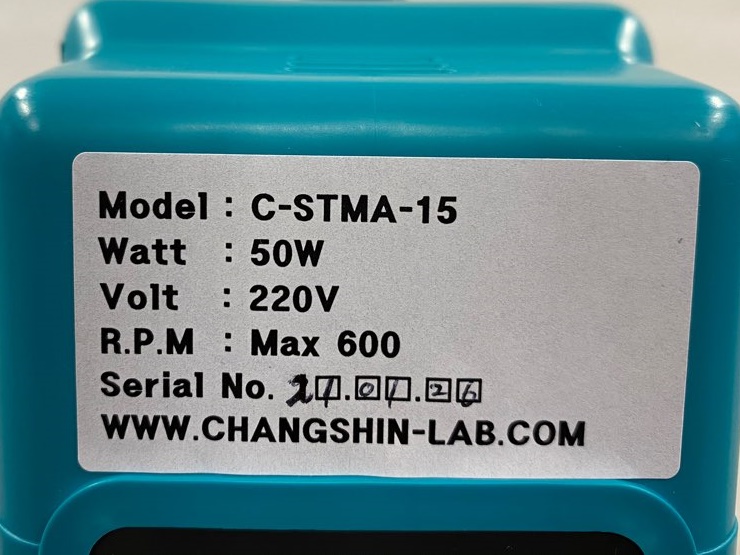 Model : C-STMA-15
Watt : 50W
Volt : 220V
R.P.M : Max 600
Serial No. 21.01.26
WWW.CHANGSHIN-LAB.COM